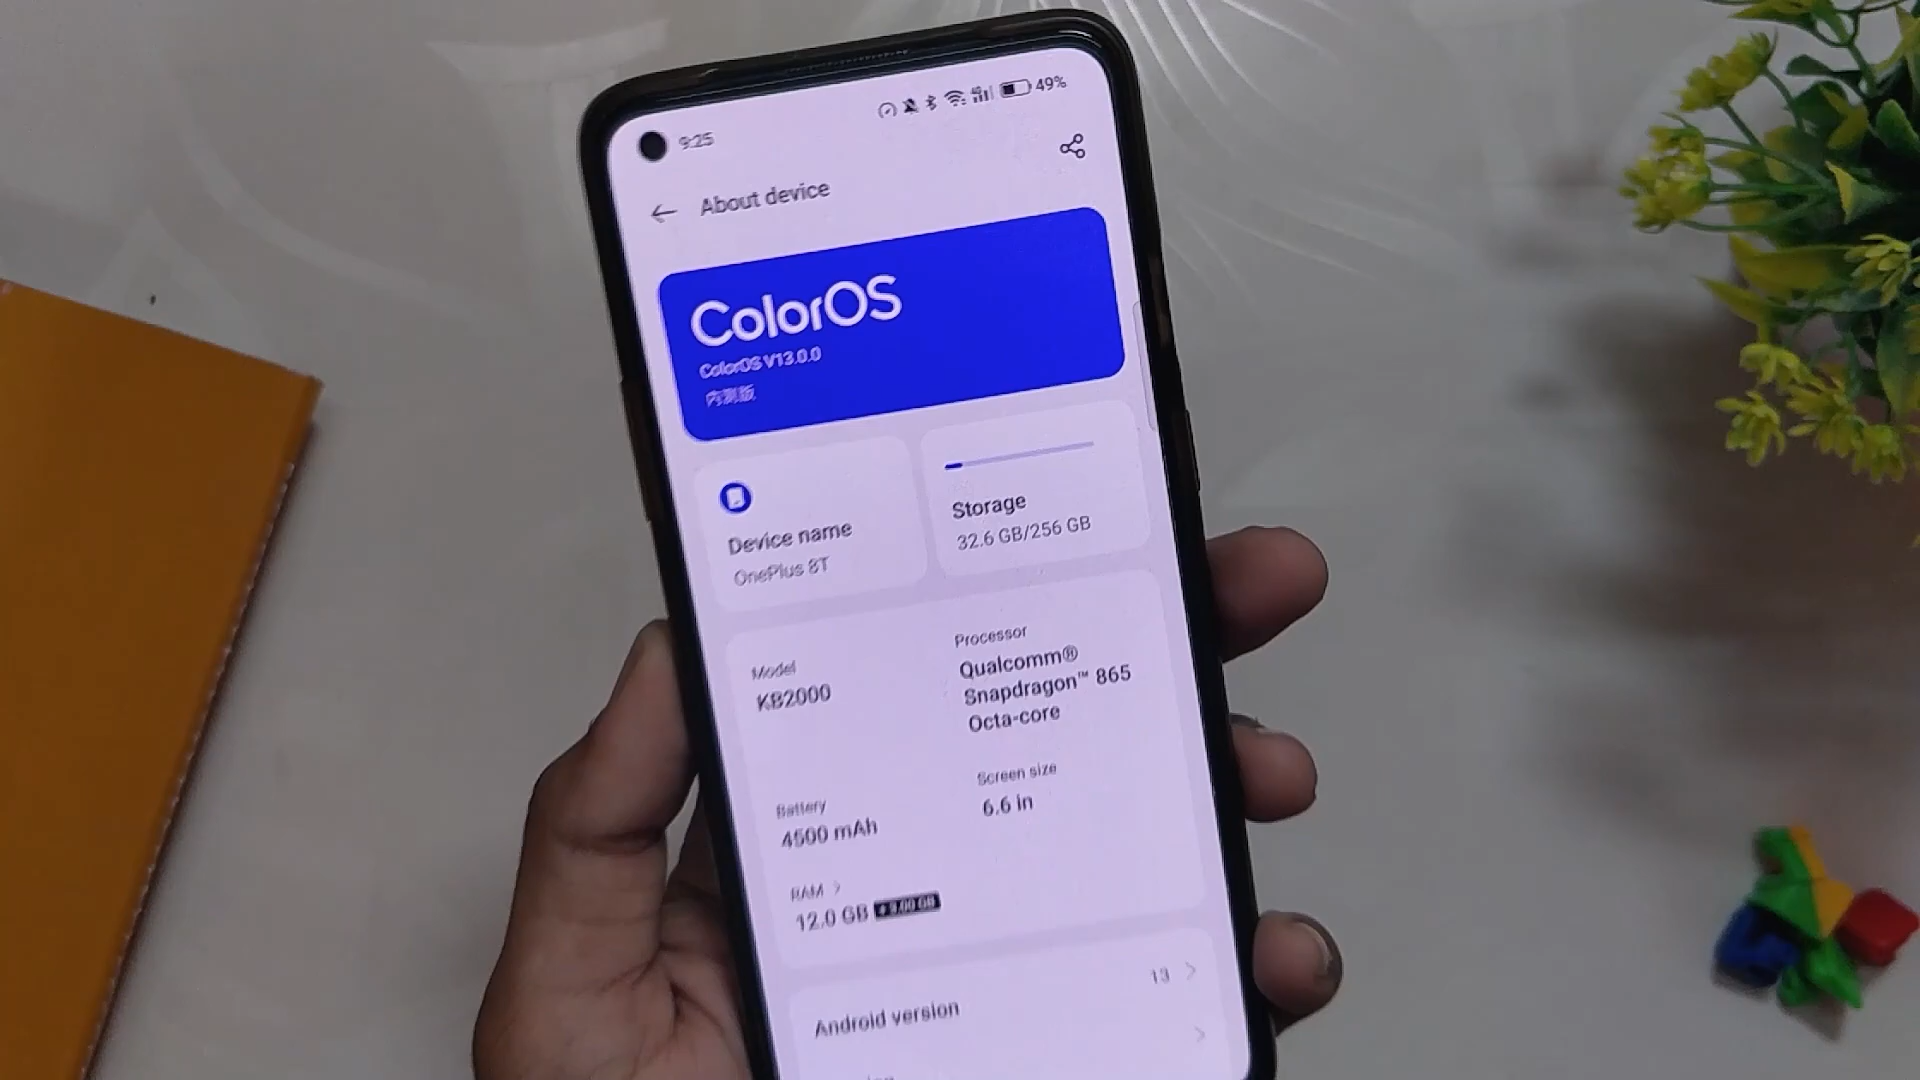 9:25
49%
About device
ColorOS
ColorOS V13.0.0
内测版
Device name
OnePlus 8T
Storage
32.6 GB/256 GB
Model
KB2000
Processor
Qualcomm®
Snapdragon™ 865
Octa-core
Battery
4500 mAh
Screen size
6.6 in
RAM
12.0 GB
Android version
13